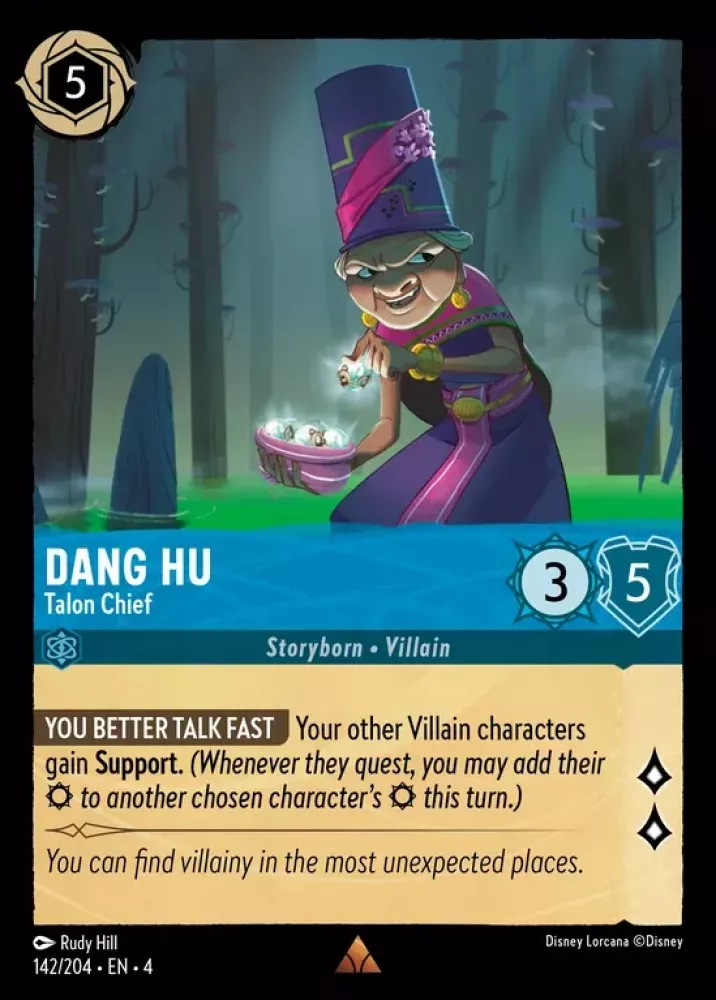 5
DANG HU
Talon Chief
3
5
Storyborn • Villain
YOU BETTER TALK FAST Your other Villain characters
gain Support. (Whenever they quest, you may add their
to another chosen character's this turn.)
You can find villainy in the most unexpected places.
Rudy Hill
Disney Lorcana ©Disney
142/204 • EN • 4